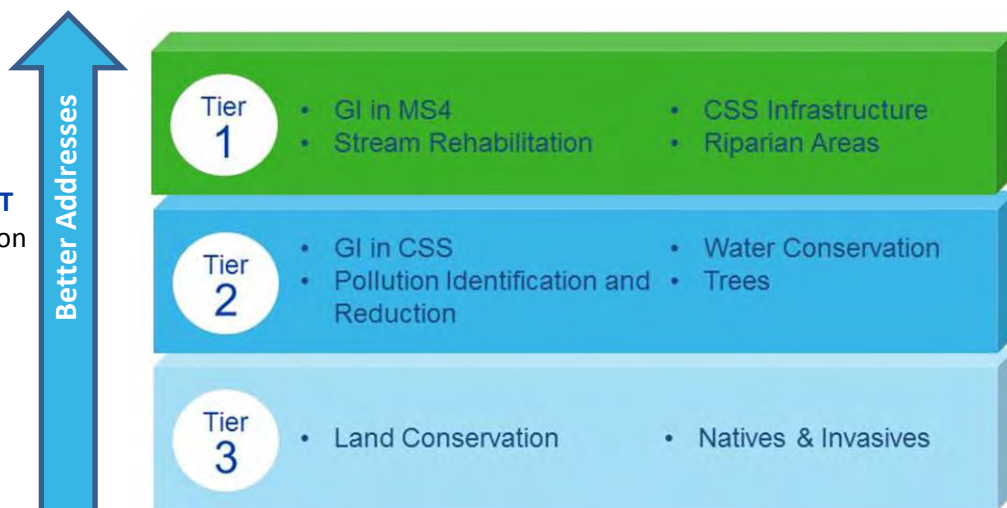 Better Addresses
T
on
Tier
1
• GI in MS4
• Stream Rehabilitation
• CSS Infrastructure
• Riparian Areas
Tier
2
• GI in CSS
• Pollution Identification and
Reduction
• Water Conservation
• Trees
Tier
3
• Land Conservation
• Natives & Invasives